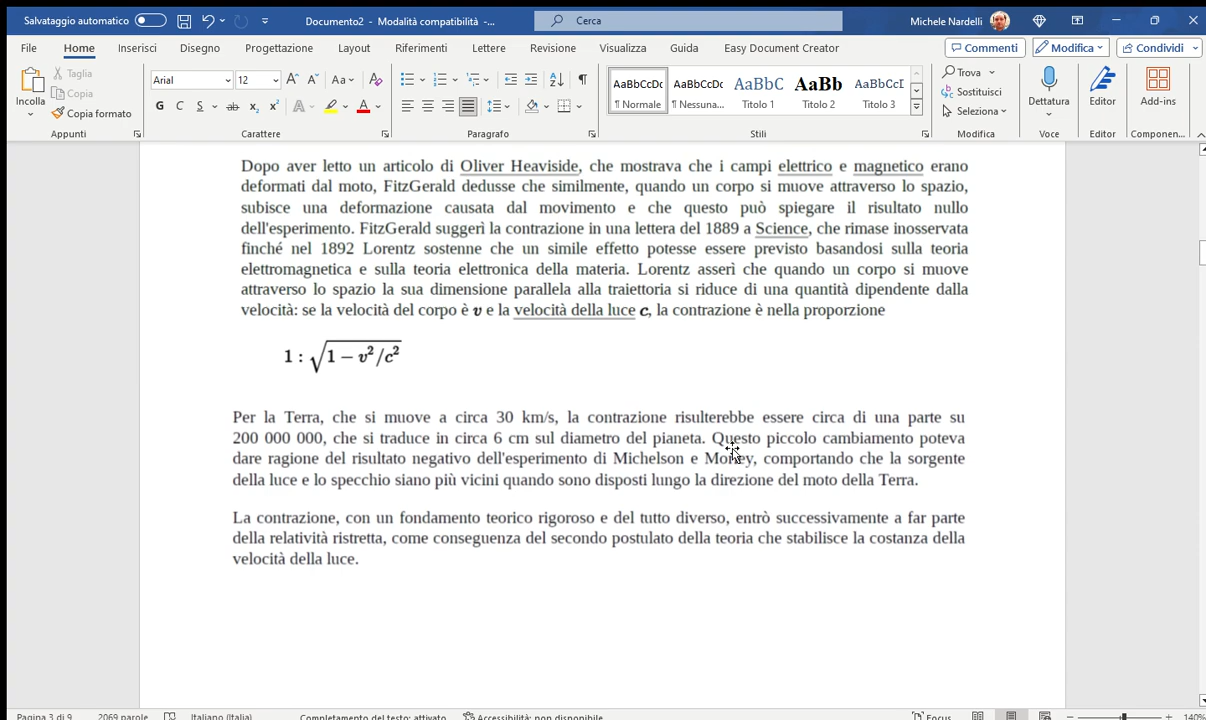 Salvataggio automatico
Documento2 - Modalità compatibilità -...
Cerca
Michele Nardelli
File Home Inserisci Disegno Progettazione Layout Riferimenti Lettere Revisione Visualizza Guida Easy Document Creator
Commenti Modifica Condividi
Incolla
Taglia
Copia
Copia formato
Appunti
Arial 12
Carattere
Paragrafo
AaBbCcDc AaBbCcDc AaBbC AaBb AaBbCcD
¶ Normale ¶ Nessuna... Titolo 1 Titolo 2 Titolo 3
Stili
Trova
Sostituisci
Seleziona
Modifica
Dettatura
Voce
Editor
Editor
Add-ins
Componen...
Dopo aver letto un articolo di Oliver Heaviside, che mostrava che i campi elettrico e magnetico erano
deformati dal moto, FitzGerald dedusse che similmente, quando un corpo si muove attraverso lo spazio,
subisce una deformazione causata dal movimento e che questo può spiegare il risultato nullo
dell'esperimento. FitzGerald suggerì la contrazione in una lettera del 1889 a Science, che rimase inosservata
finché nel 1892 Lorentz sostenne che un simile effetto potesse essere previsto basandosi sulla teoria
elettromagnetica e sulla teoria elettronica della materia. Lorentz asserì che quando un corpo si muove
attraverso lo spazio la sua dimensione parallela alla traiettoria si riduce di una quantità dipendente dalla
velocità: se la velocità del corpo è v e la velocità della luce c, la contrazione è nella proporzione
1 : √(1 − v²/c²)
Per la Terra, che si muove a circa 30 km/s, la contrazione risulterebbe essere circa di una parte su
200 000 000, che si traduce in circa 6 cm sul diametro del pianeta. Questo piccolo cambiamento poteva
dare ragione del risultato negativo dell'esperimento di Michelson e Morley, comportando che la sorgente
della luce e lo specchio siano più vicini quando sono disposti lungo la direzione del moto della Terra.
La contrazione, con un fondamento teorico rigoroso e del tutto diverso, entrò successivamente a far parte
della relatività ristretta, come conseguenza del secondo postulato della teoria che stabilisce la costanza della
velocità della luce.
Pagina 3 di 9 2069 parole Italiano (Italia) Completamento del testo: attivato Accessibilità: non disponibile Focus 140%